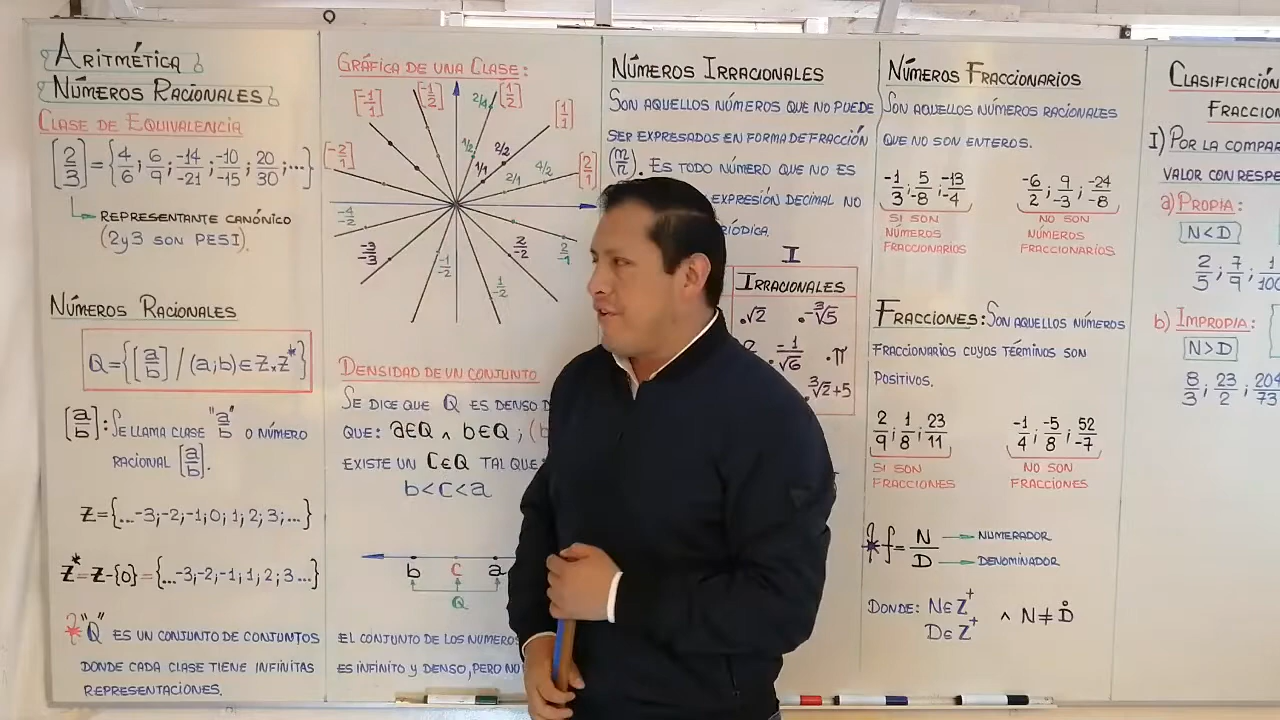 ARITMÉTICA
NÚMEROS RACIONALES
CLASE DE EQUIVALENCIA
[2/3] = {4/6; 6/9; -14/-21; -10/-15; 20/30; ...}
REPRESENTANTE CANÓNICO
(2 y 3 SON PESI).
NÚMEROS RACIONALES
Q = {[a/b] / (a;b) ∈ Z x Z*}
[a/b]: SE LLAMA CLASE "a/b" O NÚMERO
RACIONAL [a/b].
Z = {...-3;-2;-1;0;1;2;3;...}
Z* = Z-{0} = {...-3;-2;-1;1;2;3...}
"Q" ES UN CONJUNTO DE CONJUNTOS
DONDE CADA CLASE TIENE INFINITAS
REPRESENTACIONES.
GRÁFICA DE UNA CLASE:
[-1/1] [-1/2] 2/4 [1/2] [1/1]
[-2/1] 1/2 2/2 4/2 [2/1]
1/1 2/1
-4/-2
-3/-3 -1/-2 2/-2 2/-1
1/-2
DENSIDAD DE UN CONJUNTO
SE DICE QUE Q ES DENSO
QUE: a∈Q ∧ b∈Q ; (b
EXISTE UN C∈Q TAL QUE
b<c<a
b c a
Q
EL CONJUNTO DE LOS NÚMEROS
ES INFINITO Y DENSO, PERO NO
NÚMEROS IRRACIONALES
SON AQUELLOS NÚMEROS QUE NO PUEDE
SER EXPRESADOS EN FORMA DE FRACCIÓN
(m/n). ES TODO NÚMERO QUE NO ES
EXPRESIÓN DECIMAL NO
RIÓDICA.
I
IRRACIONALES
.√2 .-∛5
.-1/√6 .π
.∛2+5
NÚMEROS FRACCIONARIOS
SON AQUELLOS NÚMEROS RACIONALES
QUE NO SON ENTEROS.
-1/3; 5/-8; -13/-4 -6/2; 9/-3; -24/-8
SI SON NO SON
NÚMEROS NÚMEROS
FRACCIONARIOS FRACCIONARIOS
FRACCIONES: SON AQUELLOS NÚMEROS
FRACCIONARIOS CUYOS TÉRMINOS SON
POSITIVOS.
2/9; 1/8; 23/11 -1/4; -5/8; 52/-7
SI SON NO SON
FRACCIONES FRACCIONES
f = N/D
NUMERADOR
DENOMINADOR
DONDE: N∈Z⁺ ∧ N≠D̊
D∈Z⁺
CLASIFICACIÓN
FRACCION
I) POR LA COMPAR
VALOR CON RESPE
a) PROPIA:
N<D
2/5; 7/9; 1/100
b) IMPROPIA:
N>D
8/3; 23/2; 204/73